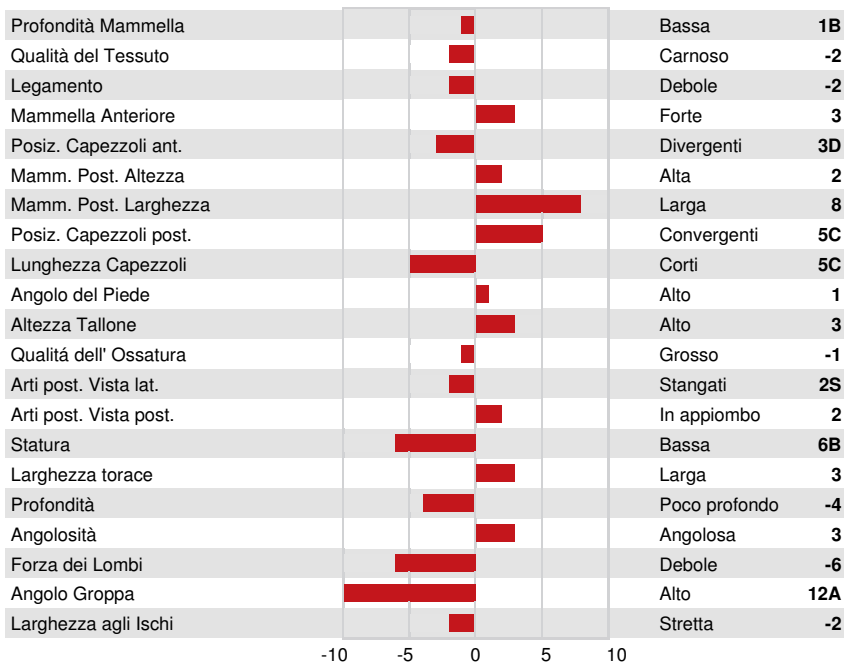 Profondità Mammella Bassa 1B
Qualità del Tessuto Carnoso -2
Legamento Debole -2
Mammella Anteriore Forte 3
Posiz. Capezzoli ant. Divergenti 3D
Mamm. Post. Altezza Alta 2
Mamm. Post. Larghezza Larga 8
Posiz. Capezzoli post. Convergenti 5C
Lunghezza Capezzoli Corti 5C
Angolo del Piede Alto 1
Altezza Tallone Alto 3
Qualitá dell' Ossatura Grosso -1
Arti post. Vista lat. Stangati 2S
Arti post. Vista post. In appiombo 2
Statura Bassa 6B
Larghezza torace Larga 3
Profondità Poco profondo -4
Angolosità Angolosa 3
Forza dei Lombi Debole -6
Angolo Groppa Alto 12A
Larghezza agli Ischi Stretta -2
-10 -5 0 5 10